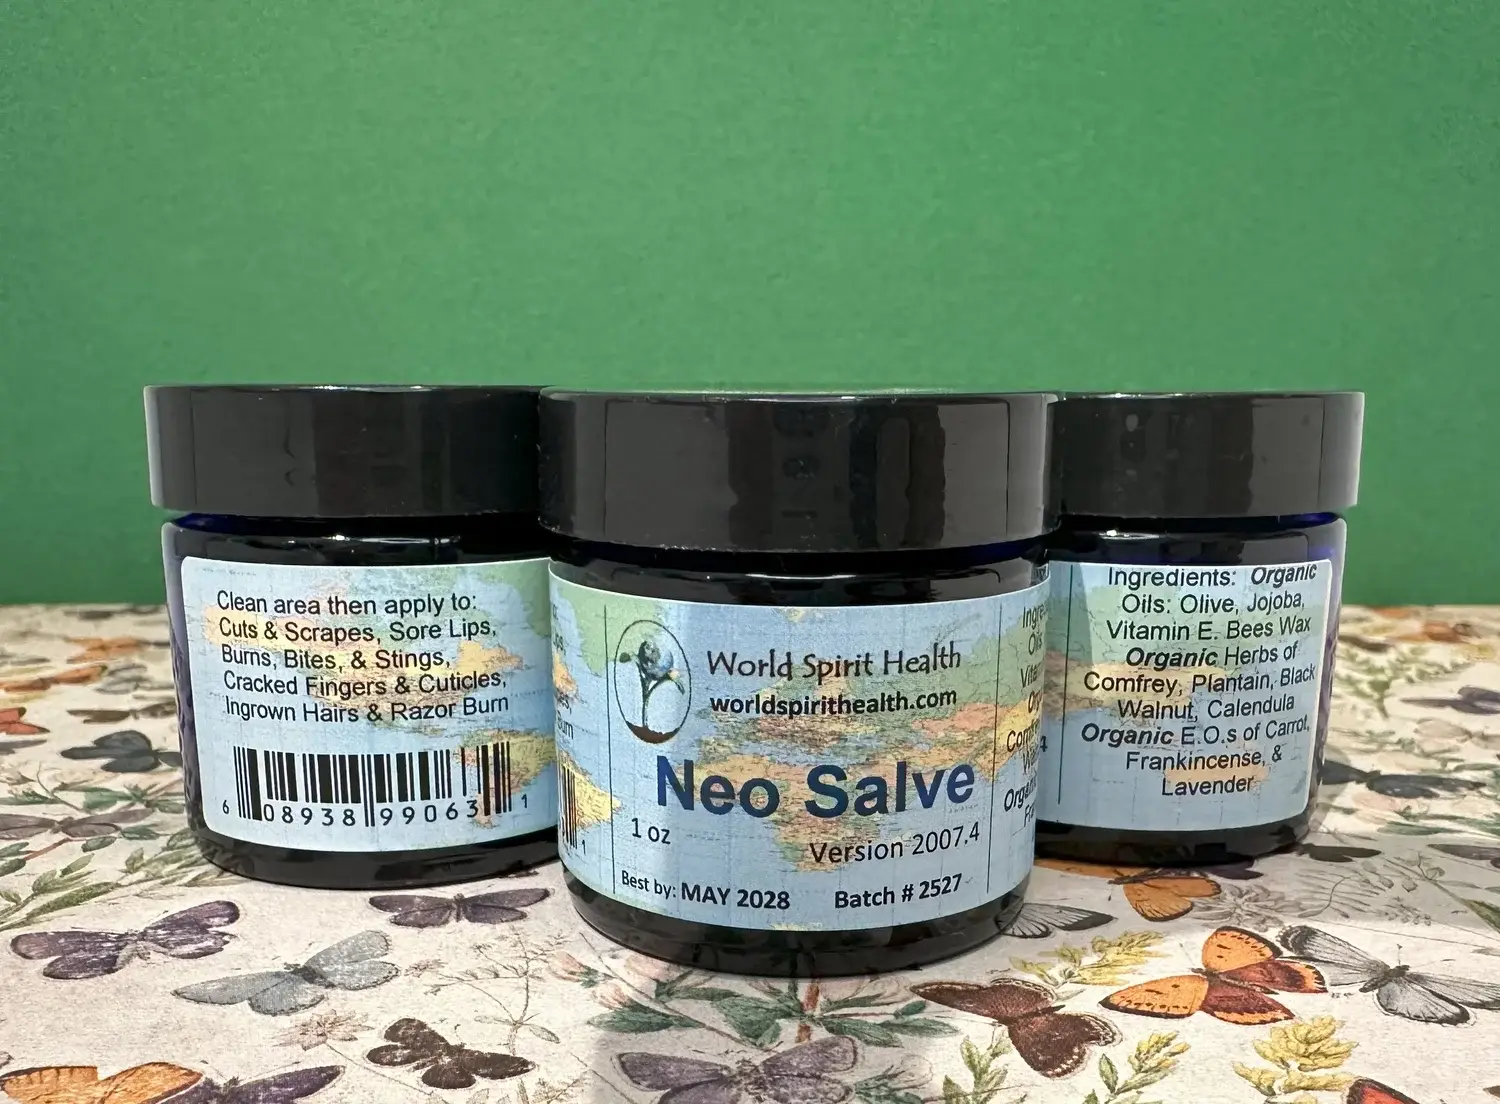 Clean area then apply to:
Cuts & Scrapes, Sore Lips,
Burns, Bites, & Stings,
Cracked Fingers & Cuticles,
Ingrown Hairs & Razor Burn
6 08938 99063 1
World Spirit Health
worldspirithealth.com
Neo Salve
1 oz
Version 2007.4
Best by: MAY 2028 Batch # 2527
Ingredients: Organic
Oils: Olive, Jojoba,
Vitamin E. Bees Wax
Organic Herbs of
Comfrey, Plantain, Black
Walnut, Calendula
Organic E.O.s of Carrot,
Frankincense, &
Lavender